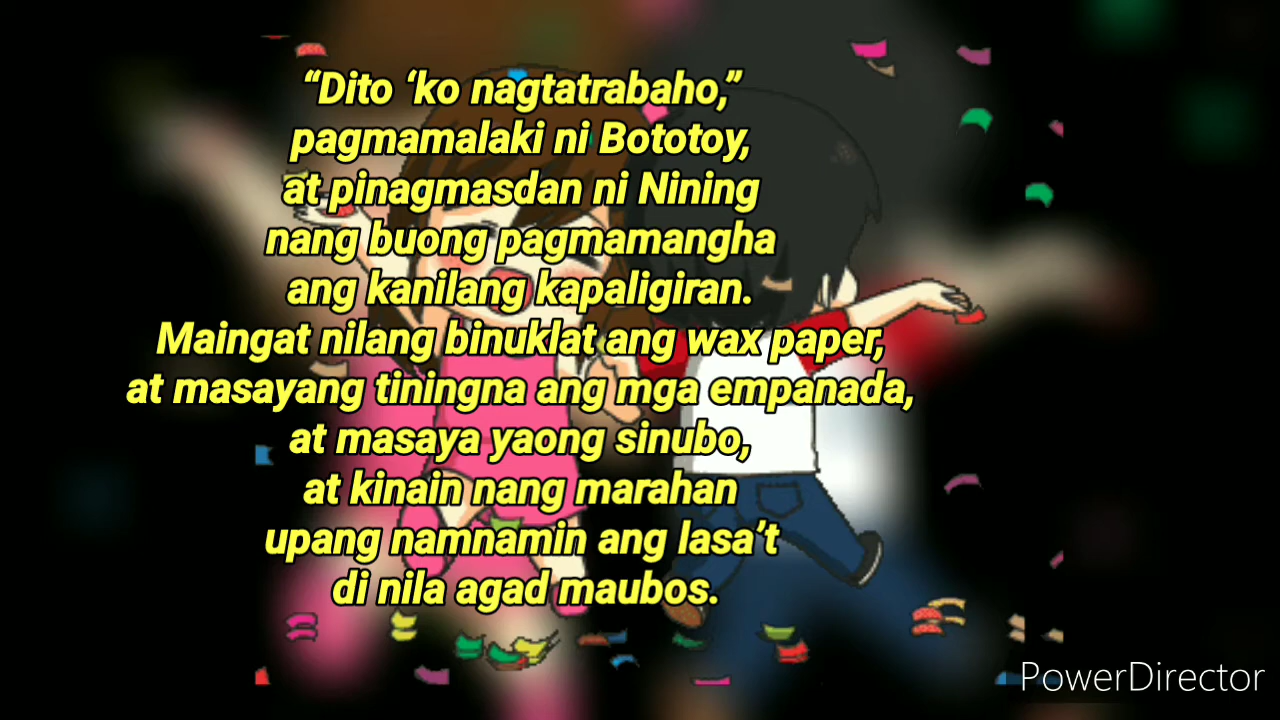 “Dito ‘ko nagtatrabaho,”
pagmamalaki ni Bototoy,
at pinagmasdan ni Nining
nang buong pagmamangha
ang kanilang kapaligiran.
Maingat nilang binuklat ang wax paper,
at masayang tiningna ang mga empanada,
at masaya yaong sinubo,
at kinain nang marahan
upang namnamin ang lasa’t
di nila agad maubos.
PowerDirector